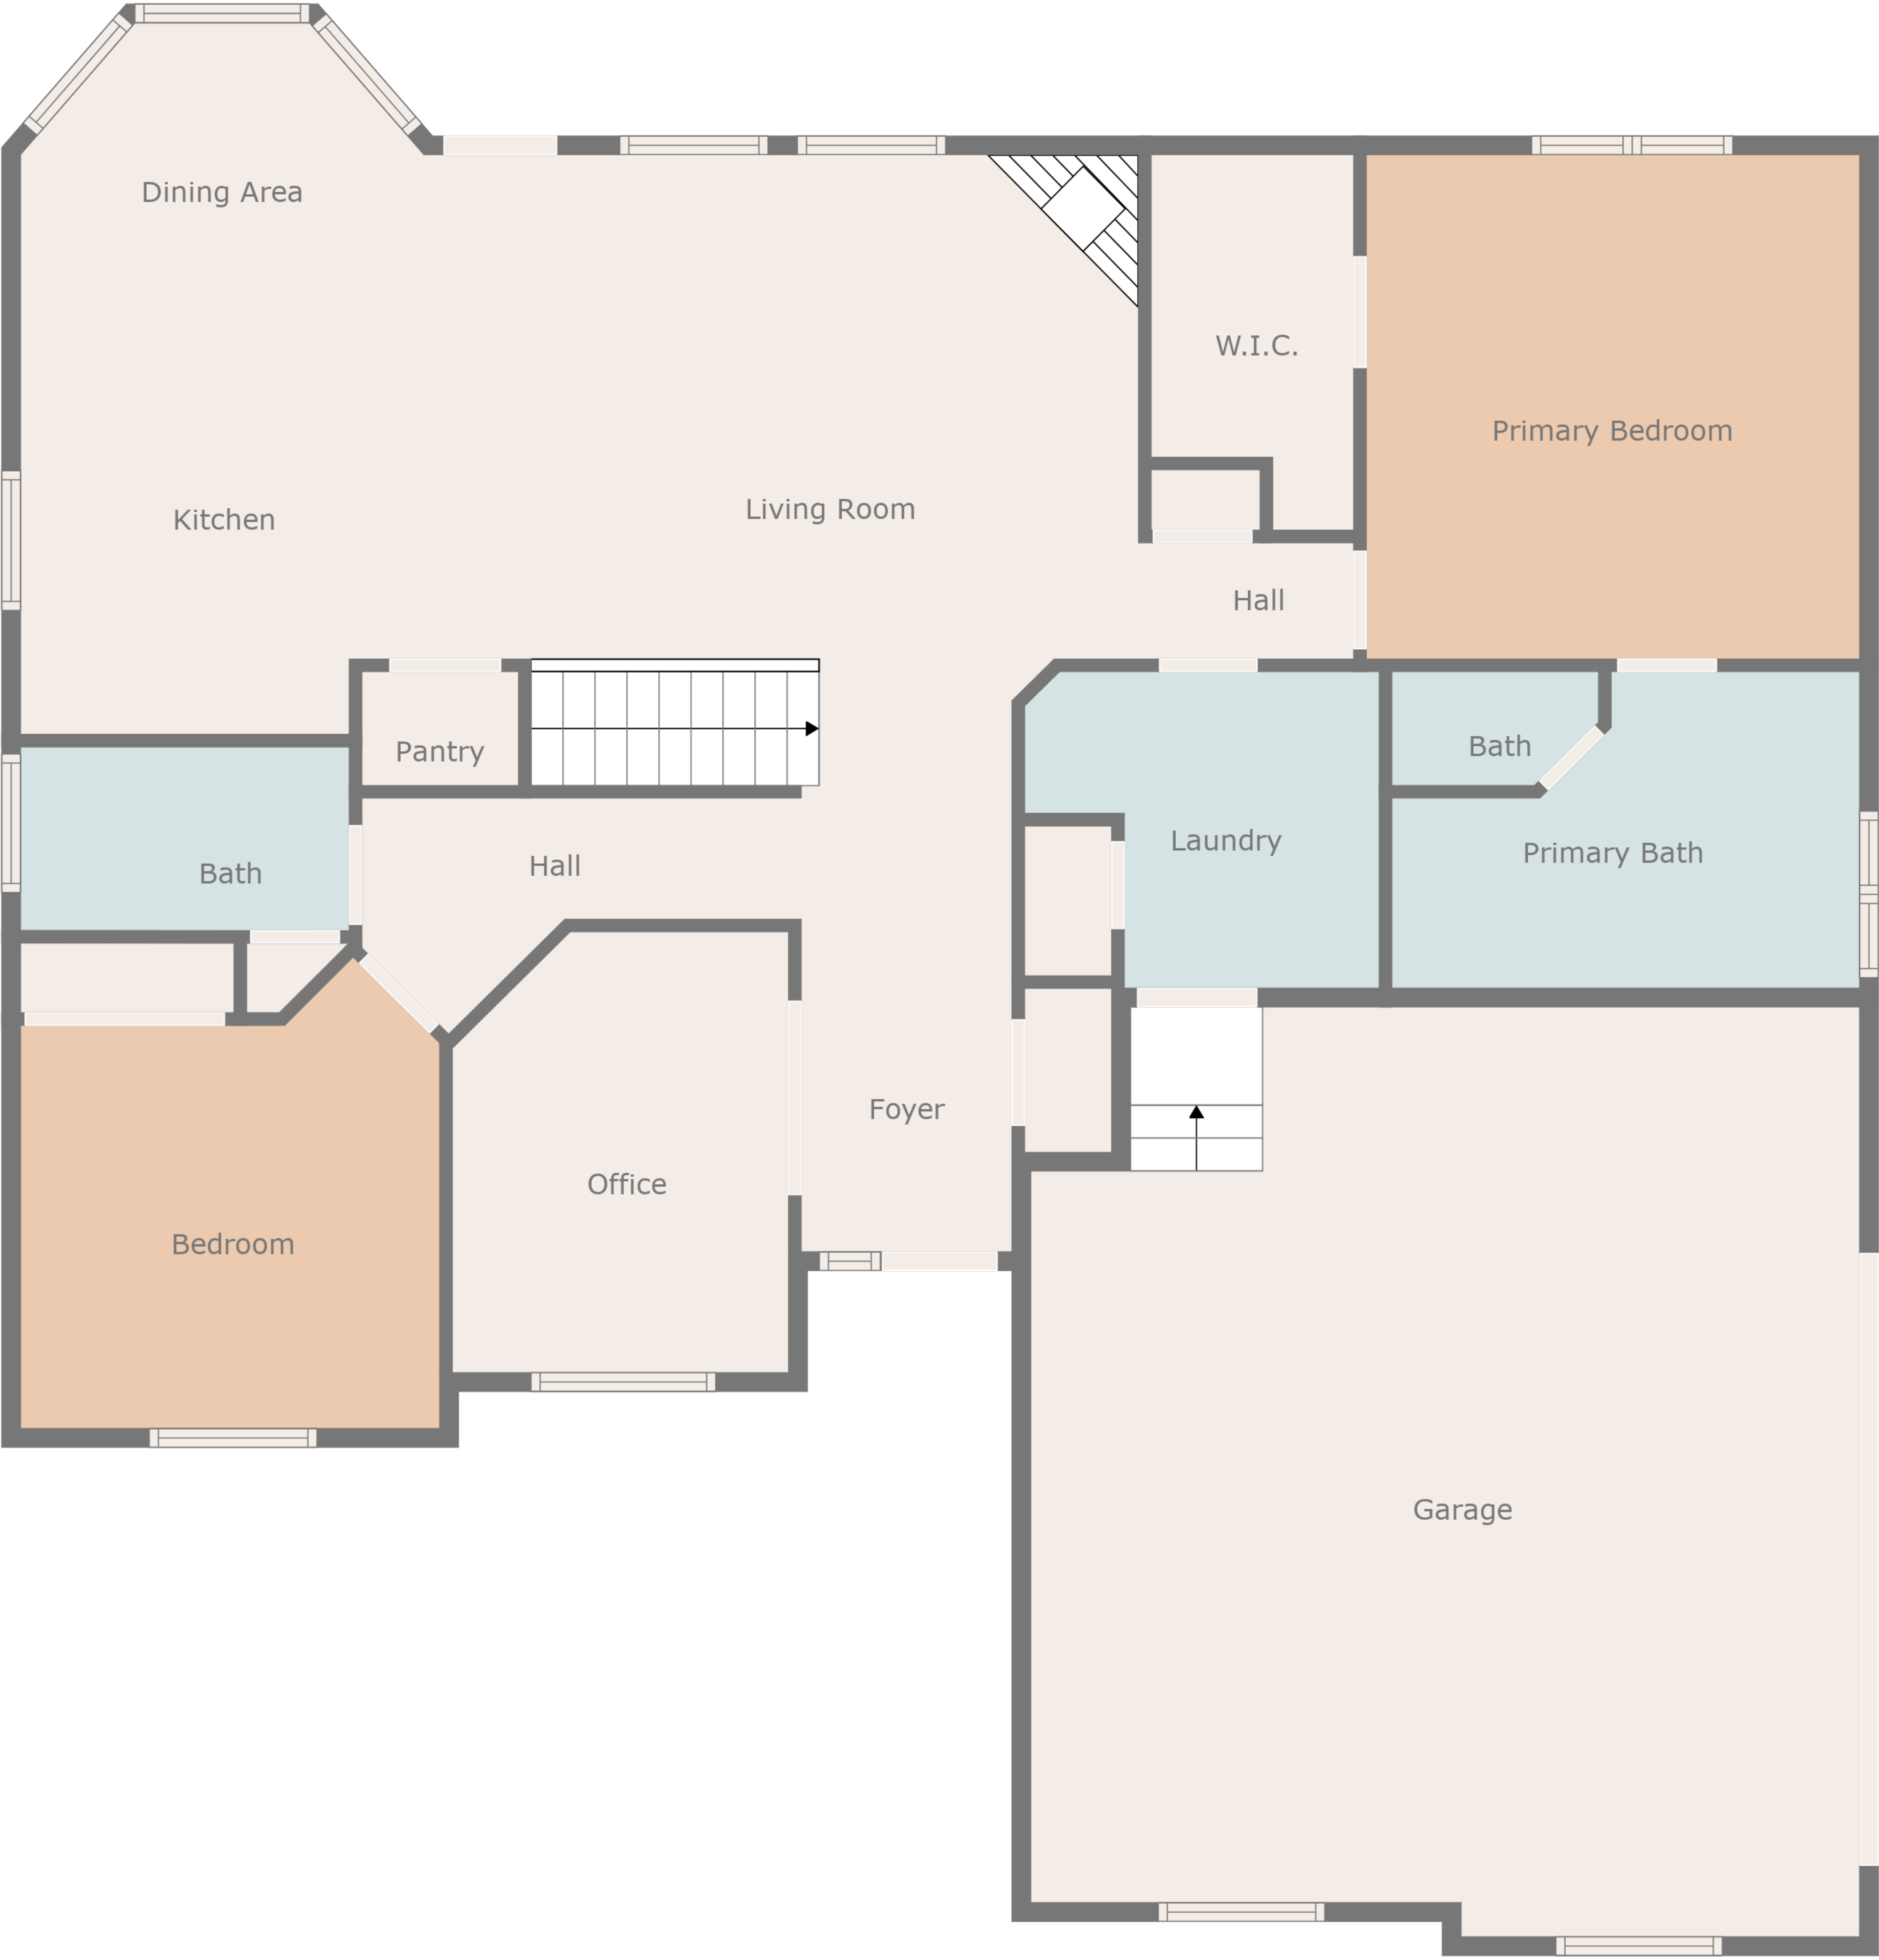 Dining Area
W.I.C.
Primary Bedroom
Kitchen
Living Room
Hall
Pantry
Bath
Bath
Hall
Laundry
Primary Bath
Foyer
Office
Bedroom
Garage